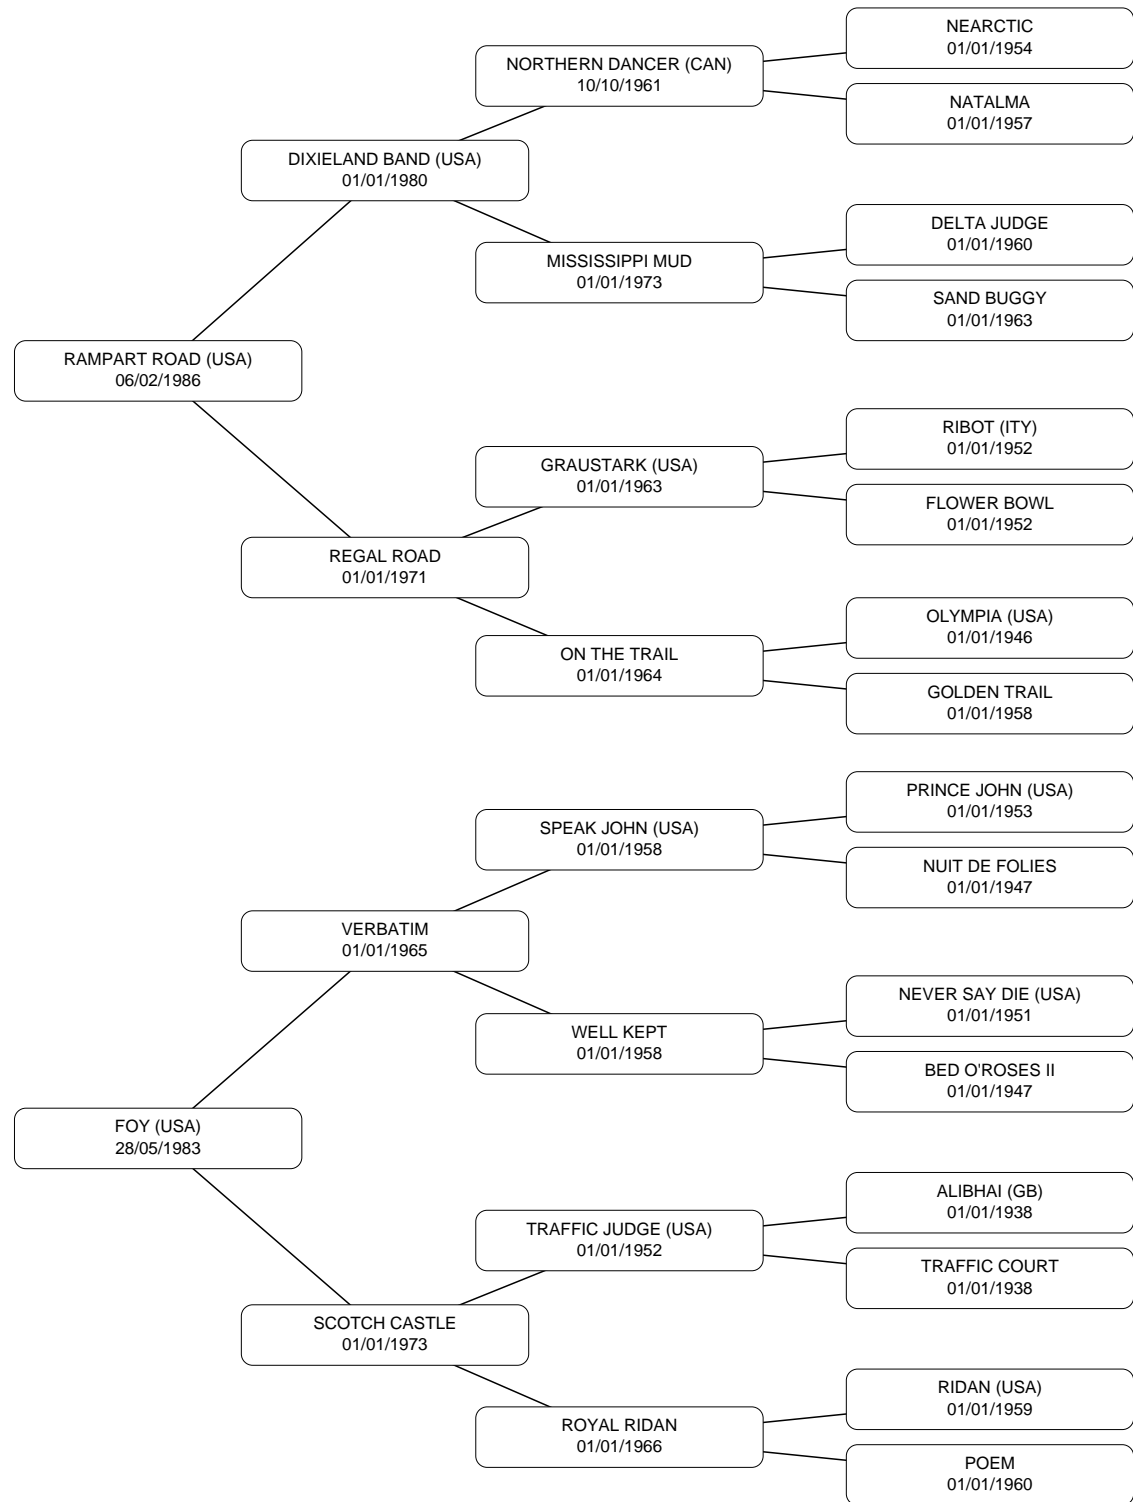 NEARCTIC
01/01/1954
NORTHERN DANCER (CAN)
10/10/1961
NATALMA
01/01/1957
DIXIELAND BAND (USA)
01/01/1980
DELTA JUDGE
01/01/1960
MISSISSIPPI MUD
01/01/1973
SAND BUGGY
01/01/1963
RAMPART ROAD (USA)
06/02/1986
RIBOT (ITY)
01/01/1952
GRAUSTARK (USA)
01/01/1963
FLOWER BOWL
01/01/1952
REGAL ROAD
01/01/1971
OLYMPIA (USA)
01/01/1946
ON THE TRAIL
01/01/1964
GOLDEN TRAIL
01/01/1958
PRINCE JOHN (USA)
01/01/1953
SPEAK JOHN (USA)
01/01/1958
NUIT DE FOLIES
01/01/1947
VERBATIM
01/01/1965
NEVER SAY DIE (USA)
01/01/1951
WELL KEPT
01/01/1958
BED O'ROSES II
01/01/1947
FOY (USA)
28/05/1983
ALIBHAI (GB)
01/01/1938
TRAFFIC JUDGE (USA)
01/01/1952
TRAFFIC COURT
01/01/1938
SCOTCH CASTLE
01/01/1973
RIDAN (USA)
01/01/1959
ROYAL RIDAN
01/01/1966
POEM
01/01/1960